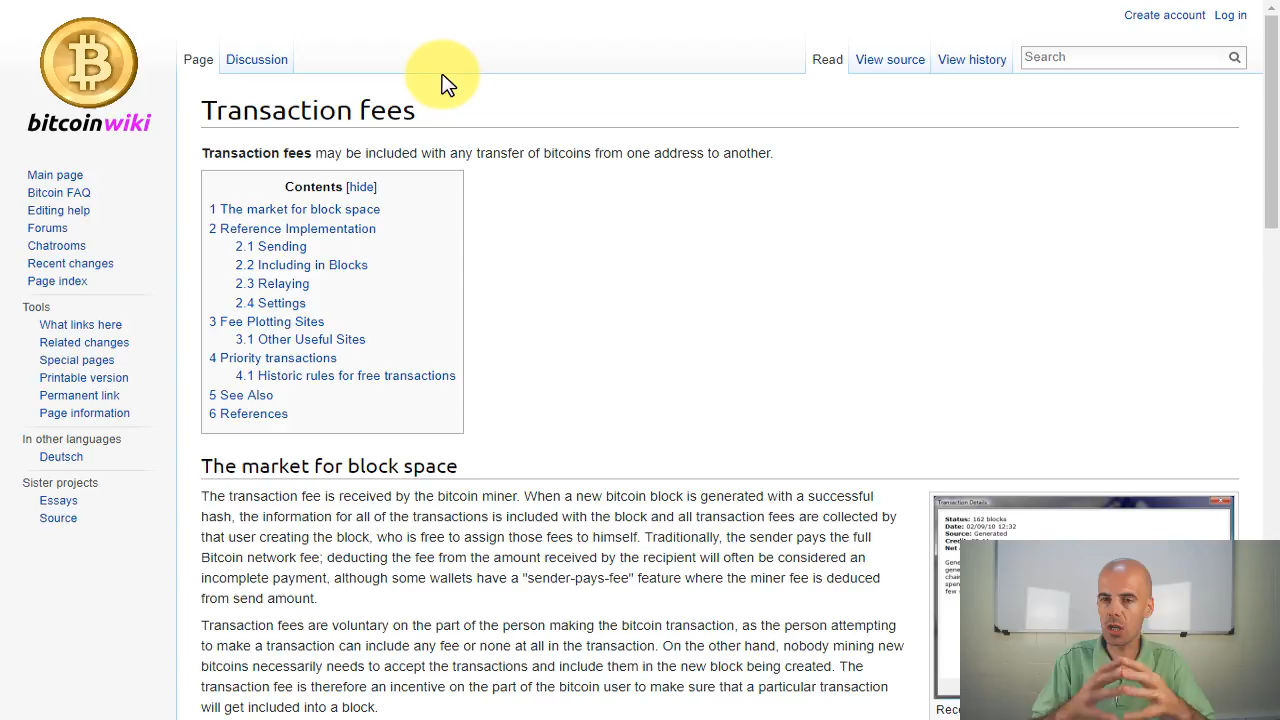 Create account Log in
Page Discussion Read View source View history Search
bitcoinwiki
Main page
Bitcoin FAQ
Editing help
Forums
Chatrooms
Recent changes
Page index
Tools
What links here
Related changes
Special pages
Printable version
Permanent link
Page information
In other languages
Deutsch
Sister projects
Essays
Source
Transaction fees
Transaction fees may be included with any transfer of bitcoins from one address to another.
Contents [hide]
1 The market for block space
2 Reference Implementation
2.1 Sending
2.2 Including in Blocks
2.3 Relaying
2.4 Settings
3 Fee Plotting Sites
3.1 Other Useful Sites
4 Priority transactions
4.1 Historic rules for free transactions
5 See Also
6 References
The market for block space
The transaction fee is received by the bitcoin miner. When a new bitcoin block is generated with a successful
hash, the information for all of the transactions is included with the block and all transaction fees are collected by
that user creating the block, who is free to assign those fees to himself. Traditionally, the sender pays the full
Bitcoin network fee; deducting the fee from the amount received by the recipient will often be considered an
incomplete payment, although some wallets have a "sender-pays-fee" feature where the miner fee is deducted
from send amount.
Transaction fees are voluntary on the part of the person making the bitcoin transaction, as the person attempting
to make a transaction can include any fee or none at all in the transaction. On the other hand, nobody mining new
bitcoins necessarily needs to accept the transactions and include them in the new block being created. The
transaction fee is therefore an incentive on the part of the bitcoin user to make sure that a particular transaction
will get included into a block.
Transaction Details
Status: 162 blocks
Date: 02/09/10 12:32
Source: Generated